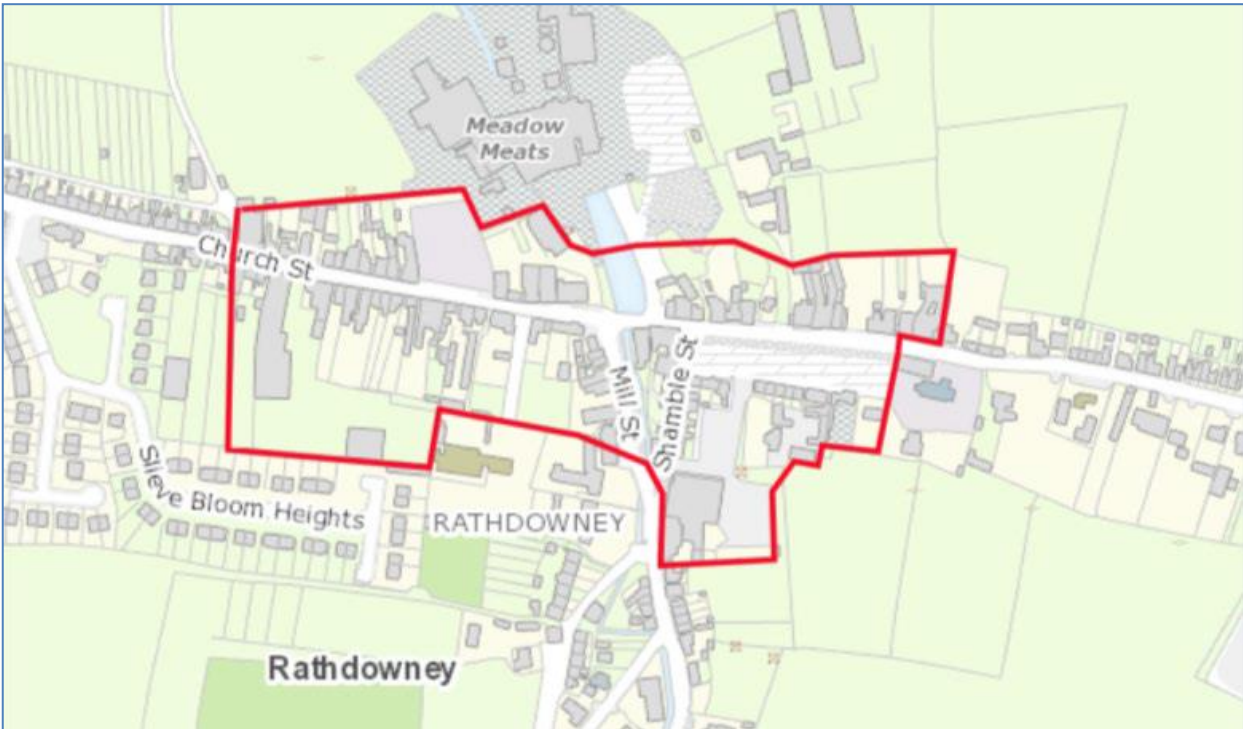 Meadow
Meats
Church St
Mill St
Shamble St
Slieve Bloom Heights
RATHDOWNEY
Rathdowney